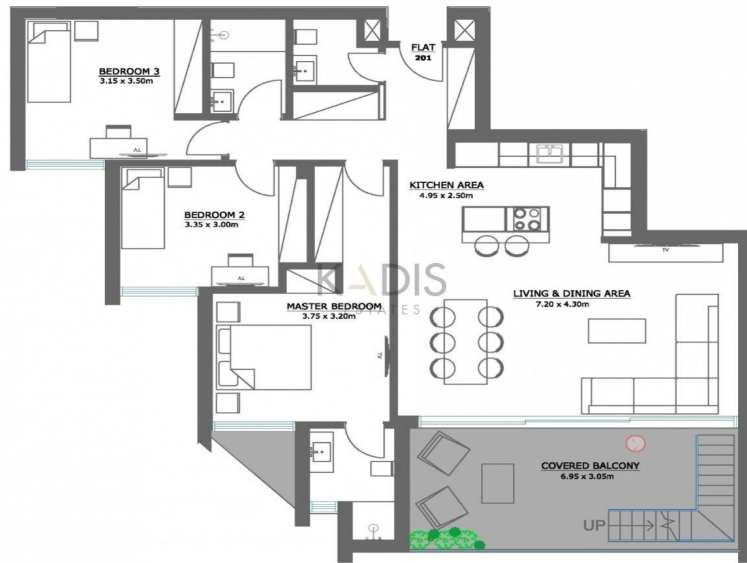 FLAT
201
BEDROOM 3
3.15 x 3.50m
TV
KITCHEN AREA
4.95 x 2.50m
BEDROOM 2
3.35 x 3.00m
TV
TV
KADIS
ESTATES
LIVING & DINING AREA
7.20 x 4.30m
MASTER BEDROOM
3.75 x 3.20m
TV
COVERED BALCONY
6.95 x 3.05m
UP